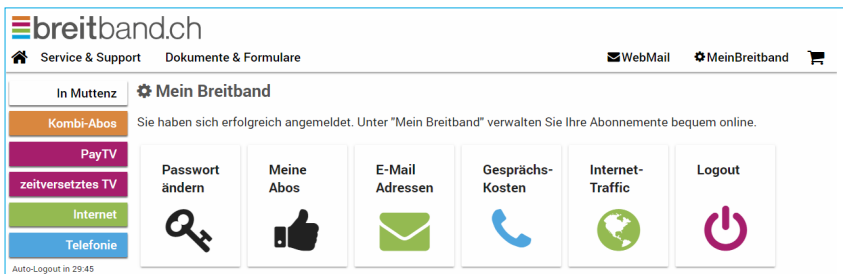 breitband.ch
Service & Support Dokumente & Formulare WebMail MeinBreitband
In Muttenz
Kombi-Abos
PayTV
zeitversetztes TV
Internet
Telefonie
Auto-Logout in 29:45
Mein Breitband
Sie haben sich erfolgreich angemeldet. Unter "Mein Breitband" verwalten Sie Ihre Abonnemente bequem online.
Passwort
ändern
Meine
Abos
E-Mail
Adressen
Gesprächs-
Kosten
Internet-
Traffic
Logout